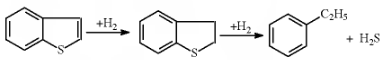 +H₂ +H₂ C₂H₅
S S + H₂S